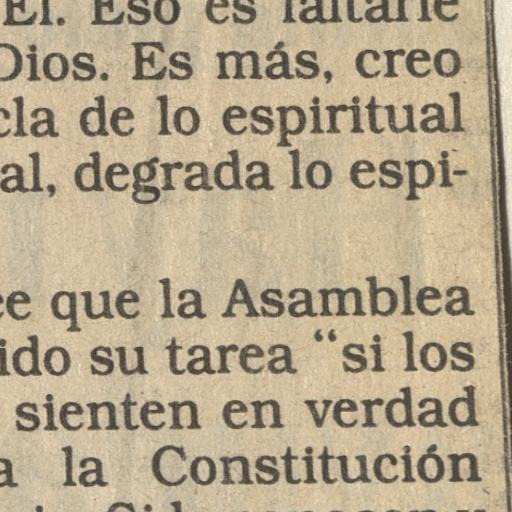 El. Eso es faltarle
Dios. Es más, creo
cla de lo espiritual
al, degrada lo espi-
ce que la Asamblea
ido su tarea “si los
sienten en verdad
a la Constitución